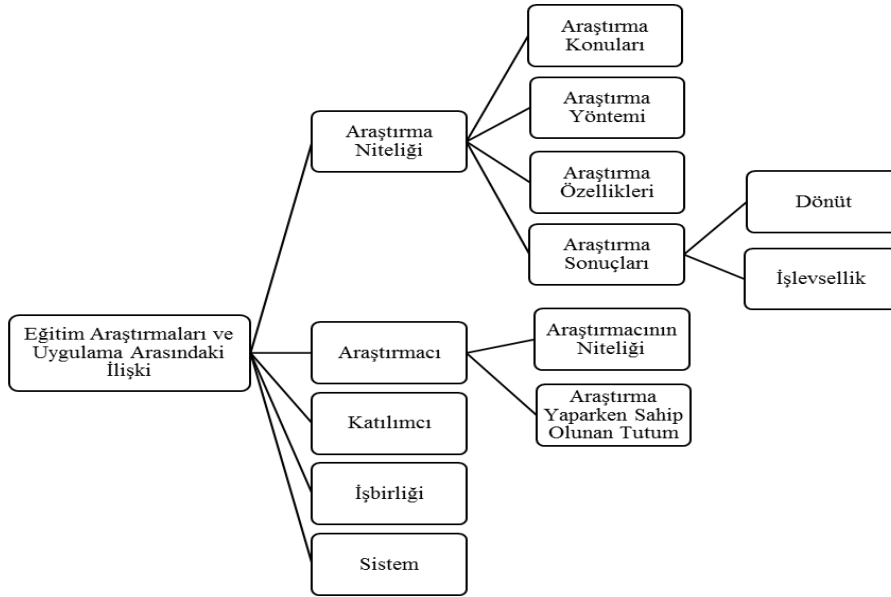 Eğitim Araştırmaları ve
Uygulama Arasındaki
İlişki
Araştırma
Niteliği
Araştırma
Konuları
Araştırma
Yöntemi
Araştırma
Özellikleri
Araştırma
Sonuçları
Dönüt
İşlevsellik
Araştırmacı
Araştırmacının
Niteliği
Araştırma
Yaparken Sahip
Olunan Tutum
Katılımcı
İşbirliği
Sistem